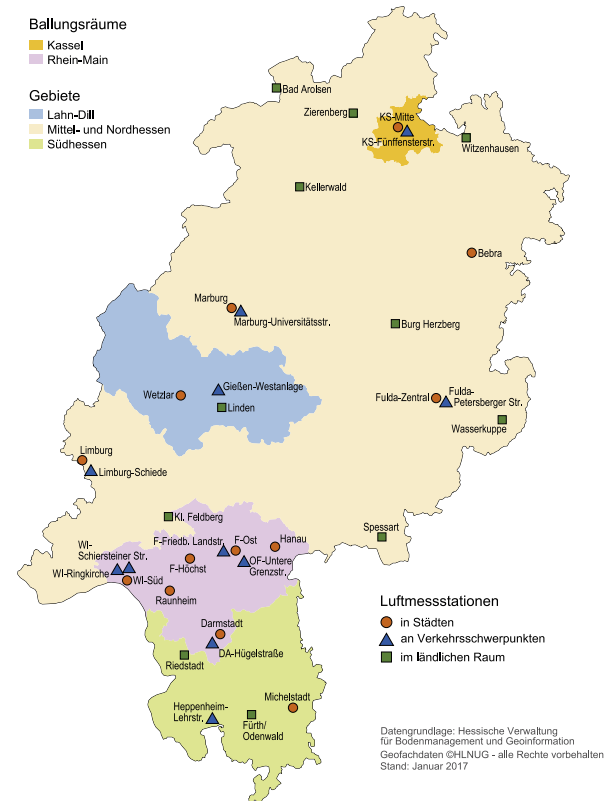 Ballungsräume
Kassel
Rhein-Main
Gebiete
Lahn-Dill
Mittel- und Nordhessen
Südhessen
Bad Arolsen
Zierenberg
KS-Mitte
KS-Fünffensterstr.
Witzenhausen
Kellerwald
Bebra
Marburg
Marburg-Universitätsstr.
Burg Herzberg
Wetzlar
Gießen-Westanlage
Linden
Fulda-Zentral
Fulda-
Petersberger Str.
Wasserkuppe
Limburg
Limburg-Schiede
Kl. Feldberg
Spessart
F-Friedb. Landstr.
F-Ost
Hanau
WI-
Schiersteiner Str.
WI-Ringkirche
WI-Süd
F-Höchst
OF-Untere
Grenzstr.
Raunheim
Darmstadt
DA-Hügelstraße
Riedstadt
Heppenheim-
Lehrstr.
Fürth/
Odenwald
Michelstadt
Luftmessstationen
in Städten
an Verkehrsschwerpunkten
im ländlichen Raum
Datengrundlage: Hessische Verwaltung
für Bodenmanagement und Geoinformation
Geofachdaten ©HLNUG - alle Rechte vorbehalten
Stand: Januar 2017